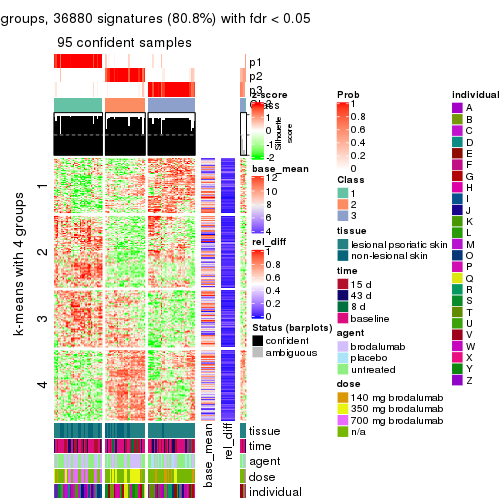 groups, 36880 signatures (80.8%) with fdr < 0.05
95 confident samples
p1
p2
p3
Class
z-score
2
1
0
-1
-2
Silhouette
score
base_mean
12
10
8
6
4
rel_diff
1
0.8
0.6
0.4
0.2
0
Status (barplots)
confident
ambiguous
k-means with 4 groups
1
2
3
4
base_mean
rel_diff
tissue
time
agent
dose
individual
Prob
1
0.8
0.6
0.4
0.2
0
Class
1
2
3
tissue
lesional psoriatic skin
non-lesional skin
time
15 d
43 d
8 d
baseline
agent
brodalumab
placebo
untreated
dose
140 mg brodalumab
350 mg brodalumab
700 mg brodalumab
n/a
individual
A
B
C
D
E
F
G
H
I
J
K
L
M
O
P
Q
R
S
T
U
V
W
X
Y
Z